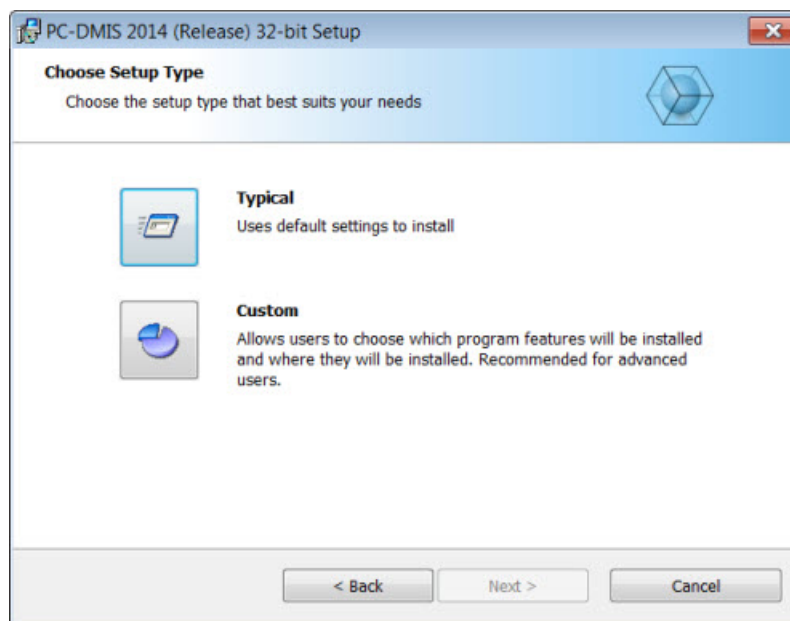 PC-DMIS 2014 (Release) 32-bit Setup
Choose Setup Type
Choose the setup type that best suits your needs
Typical
Uses default settings to install
Custom
Allows users to choose which program features will be installed
and where they will be installed. Recommended for advanced
users.
< Back
Next >
Cancel